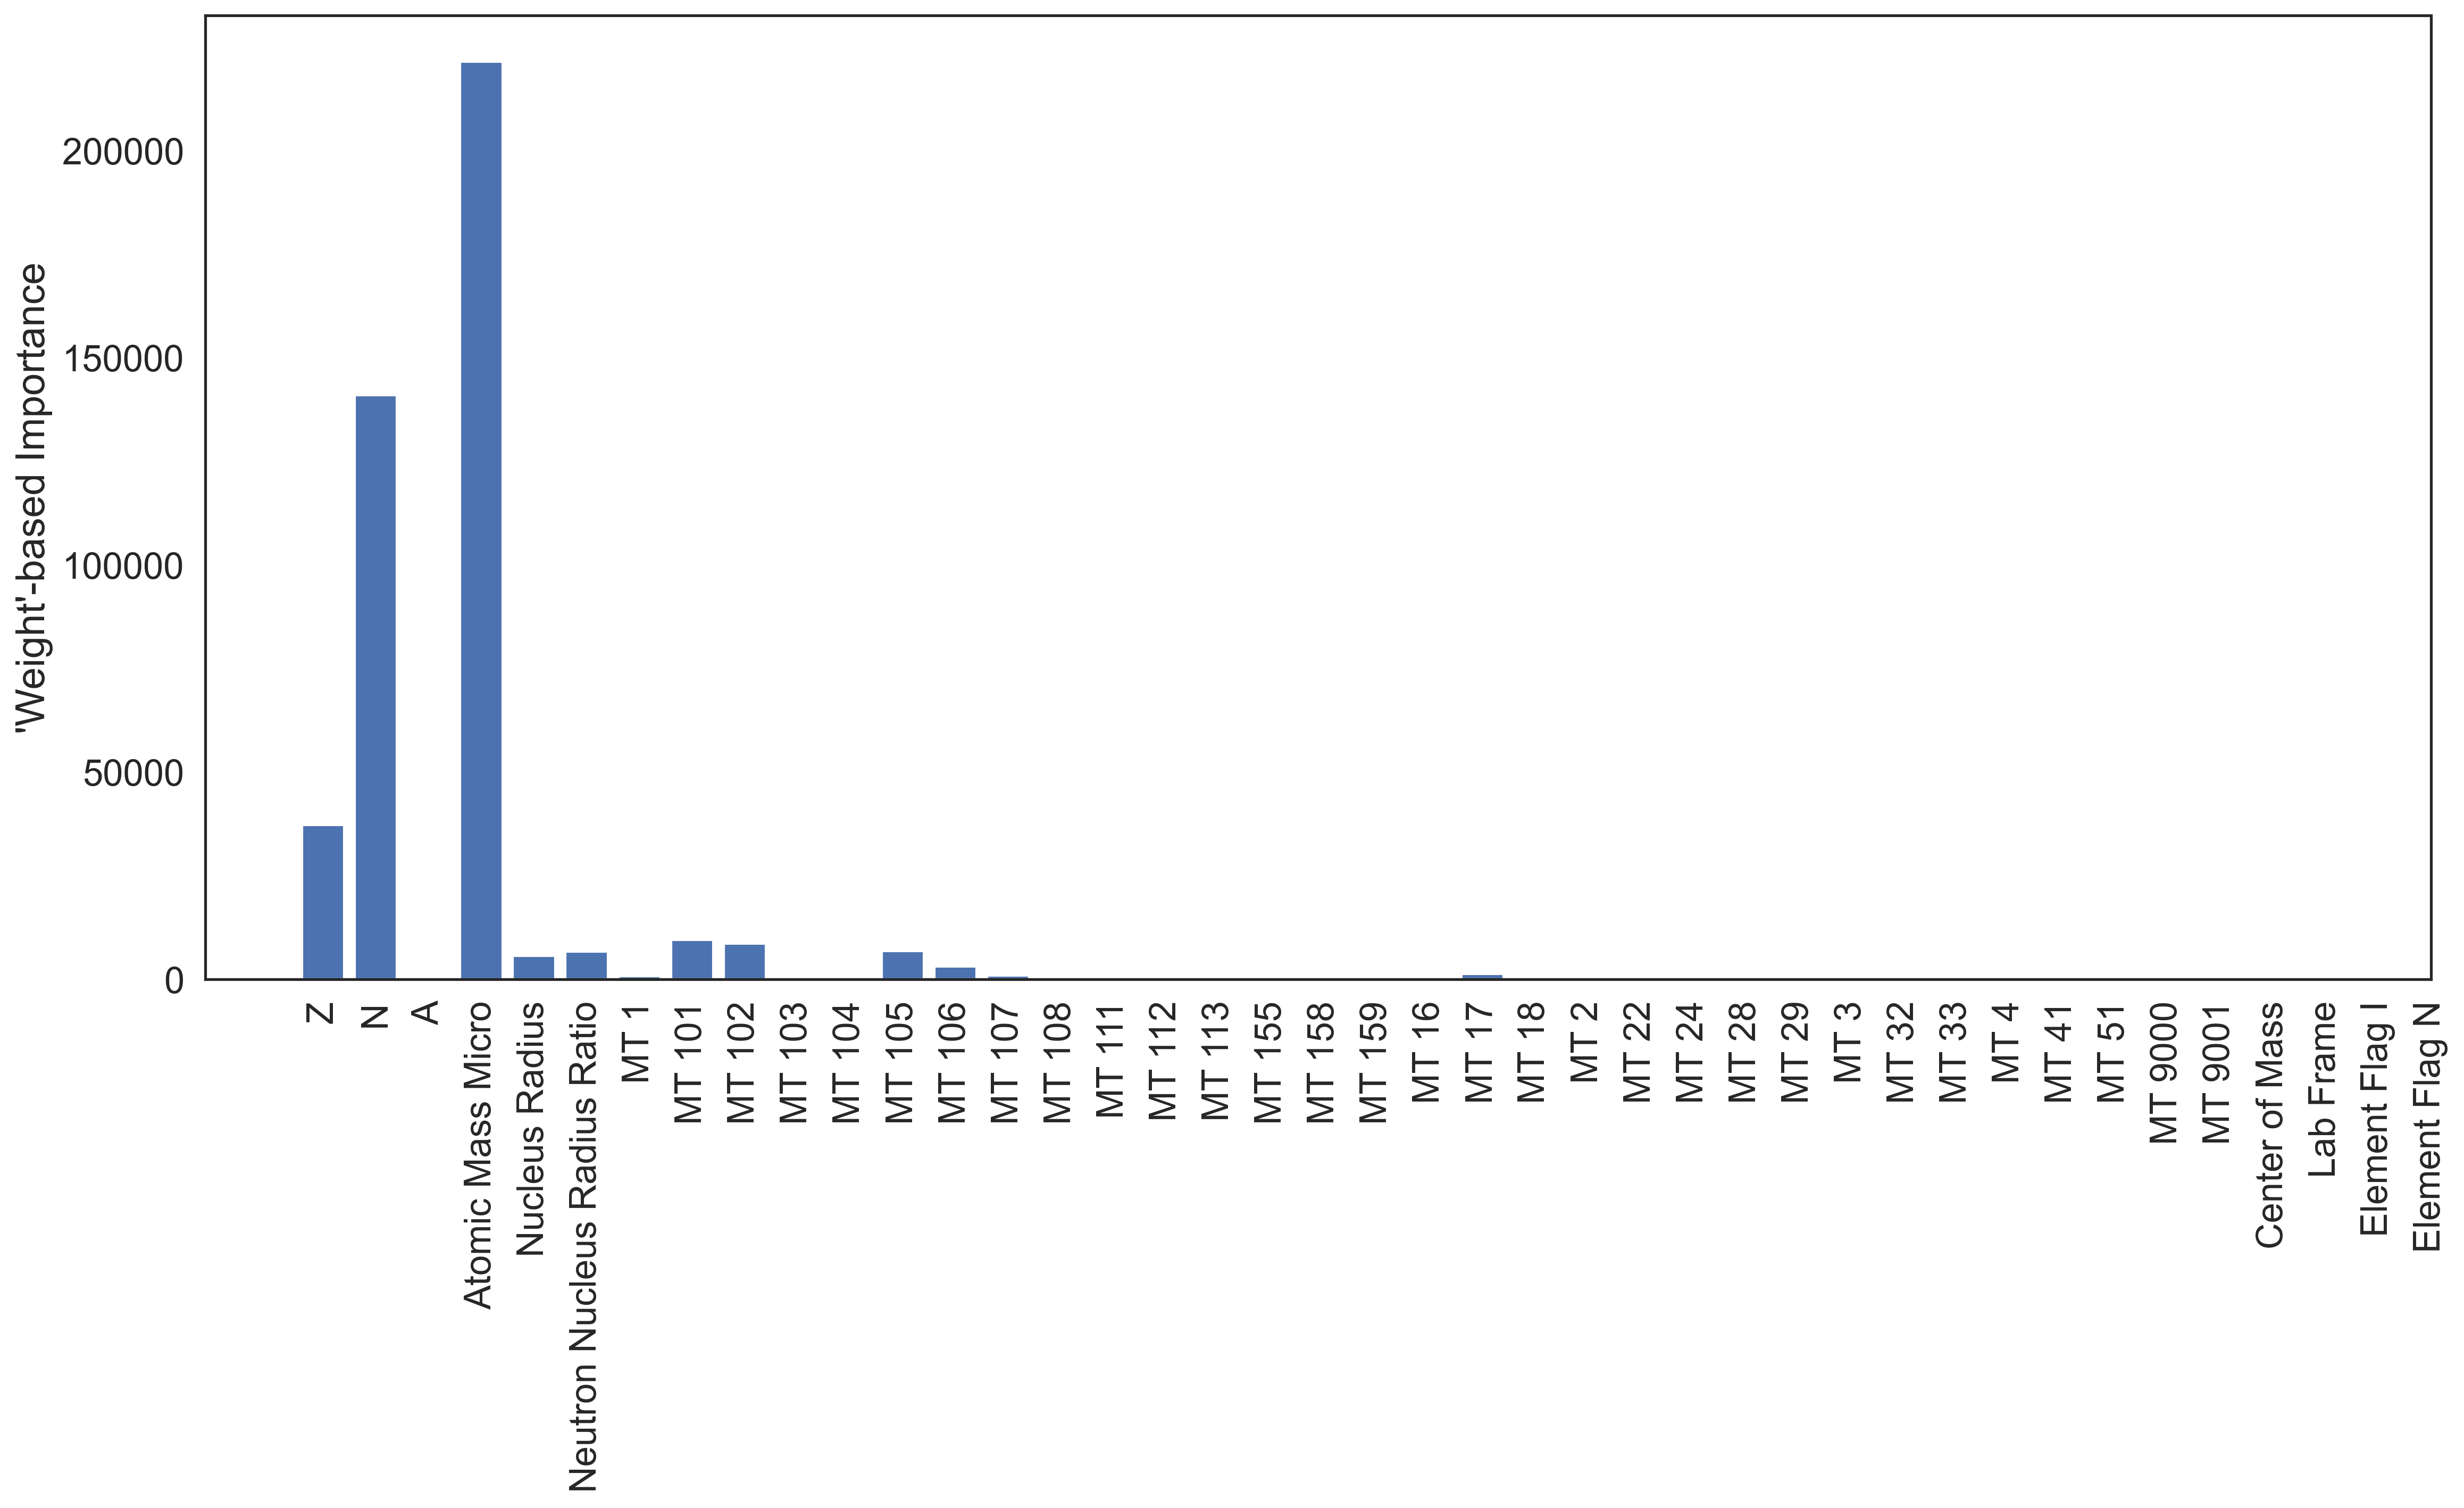 'Weight'-based Importance
200000
150000
100000
50000
0
Z
N
A
Atomic Mass Micro
Nucleus Radius
Neutron Nucleus Radius Ratio
MT 1
MT 101
MT 102
MT 103
MT 104
MT 105
MT 106
MT 107
MT 108
MT 111
MT 112
MT 113
MT 155
MT 158
MT 159
MT 16
MT 17
MT 18
MT 2
MT 22
MT 24
MT 28
MT 29
MT 3
MT 32
MT 33
MT 4
MT 41
MT 51
MT 9000
MT 9001
Center of Mass
Lab Frame
Element Flag I
Element Flag N